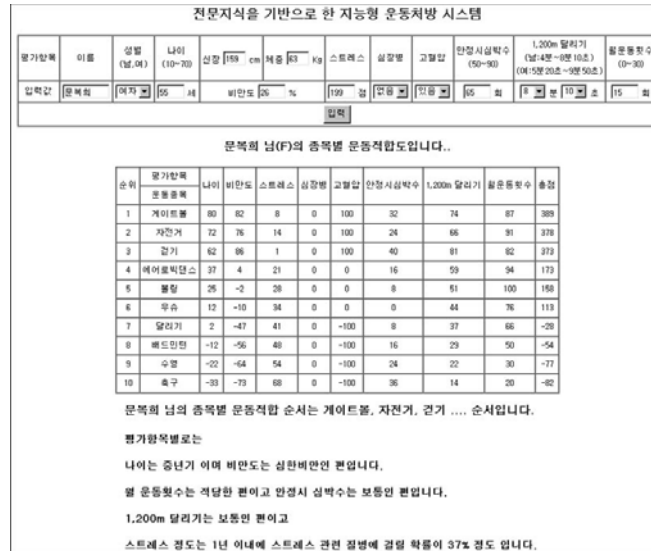 전문지식을 기반으로 한 지능형 운동처방 시스템
평가항목 이름 성별 (남,여) 나이 (10~70) 신장 159 cm 체중 63 Kg 스트레스 심장병 고혈압 안정시심박수 (50~90) 1,200m 달리기 (남:4분~8분10초) (여:5분20초~9분50초) 월운동횟수 (0~30)
입력값 문복희 여자 55 세 비만도 26 % 199 점 없음 있음 65 회 8 분 10 초 15 회
입력
문복희 님(F)의 종목별 운동적합도입니다..
순위 평가항목 운동종목 나이 비만도 스트레스 심장병 고혈압 안정시심박수 1,200m 달리기 월운동횟수 총점
1 게이트볼 80 82 8 0 100 32 74 87 389
2 자전거 72 76 14 0 100 24 66 91 378
3 걷기 62 86 1 0 100 40 81 82 373
4 에어로빅댄스 37 4 21 0 0 16 59 94 173
5 볼링 25 -2 28 0 0 8 51 100 158
6 우슈 12 -10 34 0 0 0 44 76 113
7 달리기 2 -47 41 0 -100 8 37 66 -28
8 배드민턴 -12 -56 48 0 -100 16 29 50 -54
9 수영 -22 -64 54 0 -100 24 22 30 -77
10 축구 -33 -73 68 0 -100 36 14 20 -82
문복희 님의 종목별 운동적합 순서는 게이트볼, 자전거, 걷기 .... 순서입니다.
평가항목별로는
나이는 중년기 이며 비만도는 심한비만인 편입니다.
월 운동횟수는 적당한 편이고 안정시 심박수는 보통인 편입니다.
1,200m 달리기는 보통인 편이고
스트레스 정도는 1년 이내에 스트레스 관련 질병에 걸릴 확률이 37% 정도 입니다.